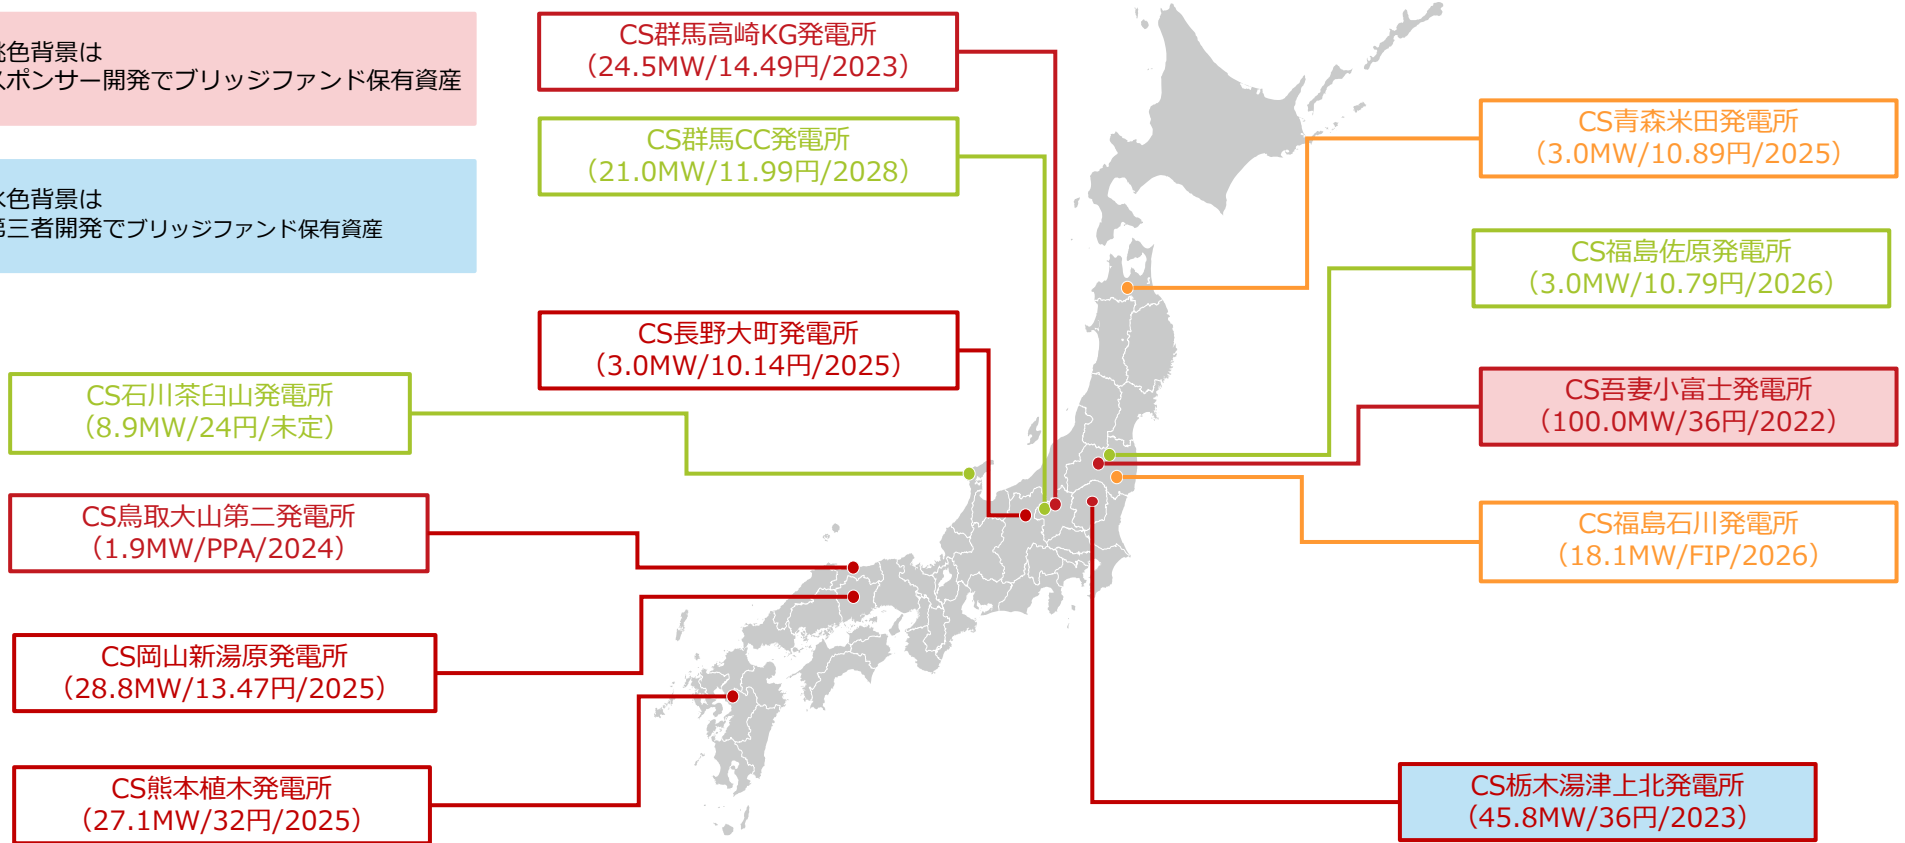 色背景は
スポンサー開発でブリッジファンド保有資産
色背景は
第三者開発でブリッジファンド保有資産
CS群馬高崎KG発電所
（24.5MW/14.49円/2023）
CS群馬CC発電所
（21.0MW/11.99円/2028）
CS長野大町発電所
（3.0MW/10.14円/2025）
CS石川茶臼山発電所
（8.9MW/24円/未定）
CS鳥取大山第二発電所
（1.9MW/PPA/2024）
CS岡山新湯原発電所
（28.8MW/13.47円/2025）
CS熊本植木発電所
（27.1MW/32円/2025）
CS青森米田発電所
（3.0MW/10.89円/2025）
CS福島佐原発電所
（3.0MW/10.79円/2026）
CS吾妻小富士発電所
（100.0MW/36円/2022）
CS福島石川発電所
（18.1MW/FIP/2026）
CS栃木湯津上北発電所
（45.8MW/36円/2023）